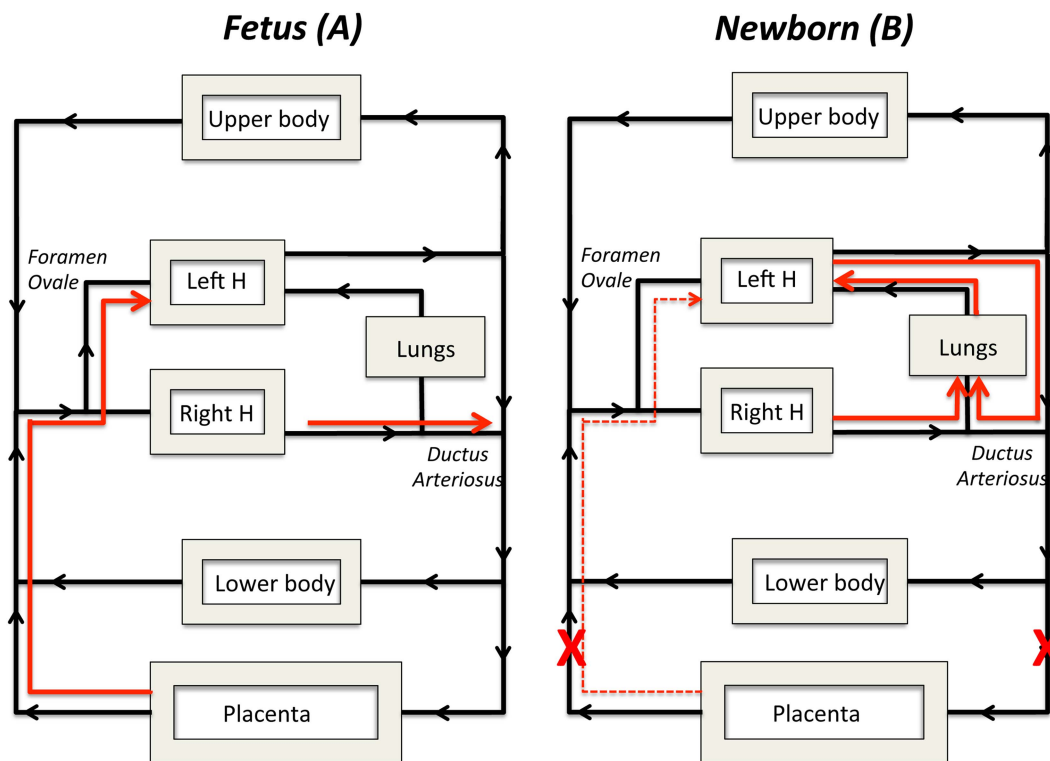 Fetus (A)
Upper body
Foramen
Ovale
Left H
Lungs
Right H
Ductus
Arteriosus
Lower body
Placenta
Newborn (B)
Upper body
Foramen
Ovale
Left H
Lungs
Right H
Ductus
Arteriosus
X
Lower body
X
Placenta